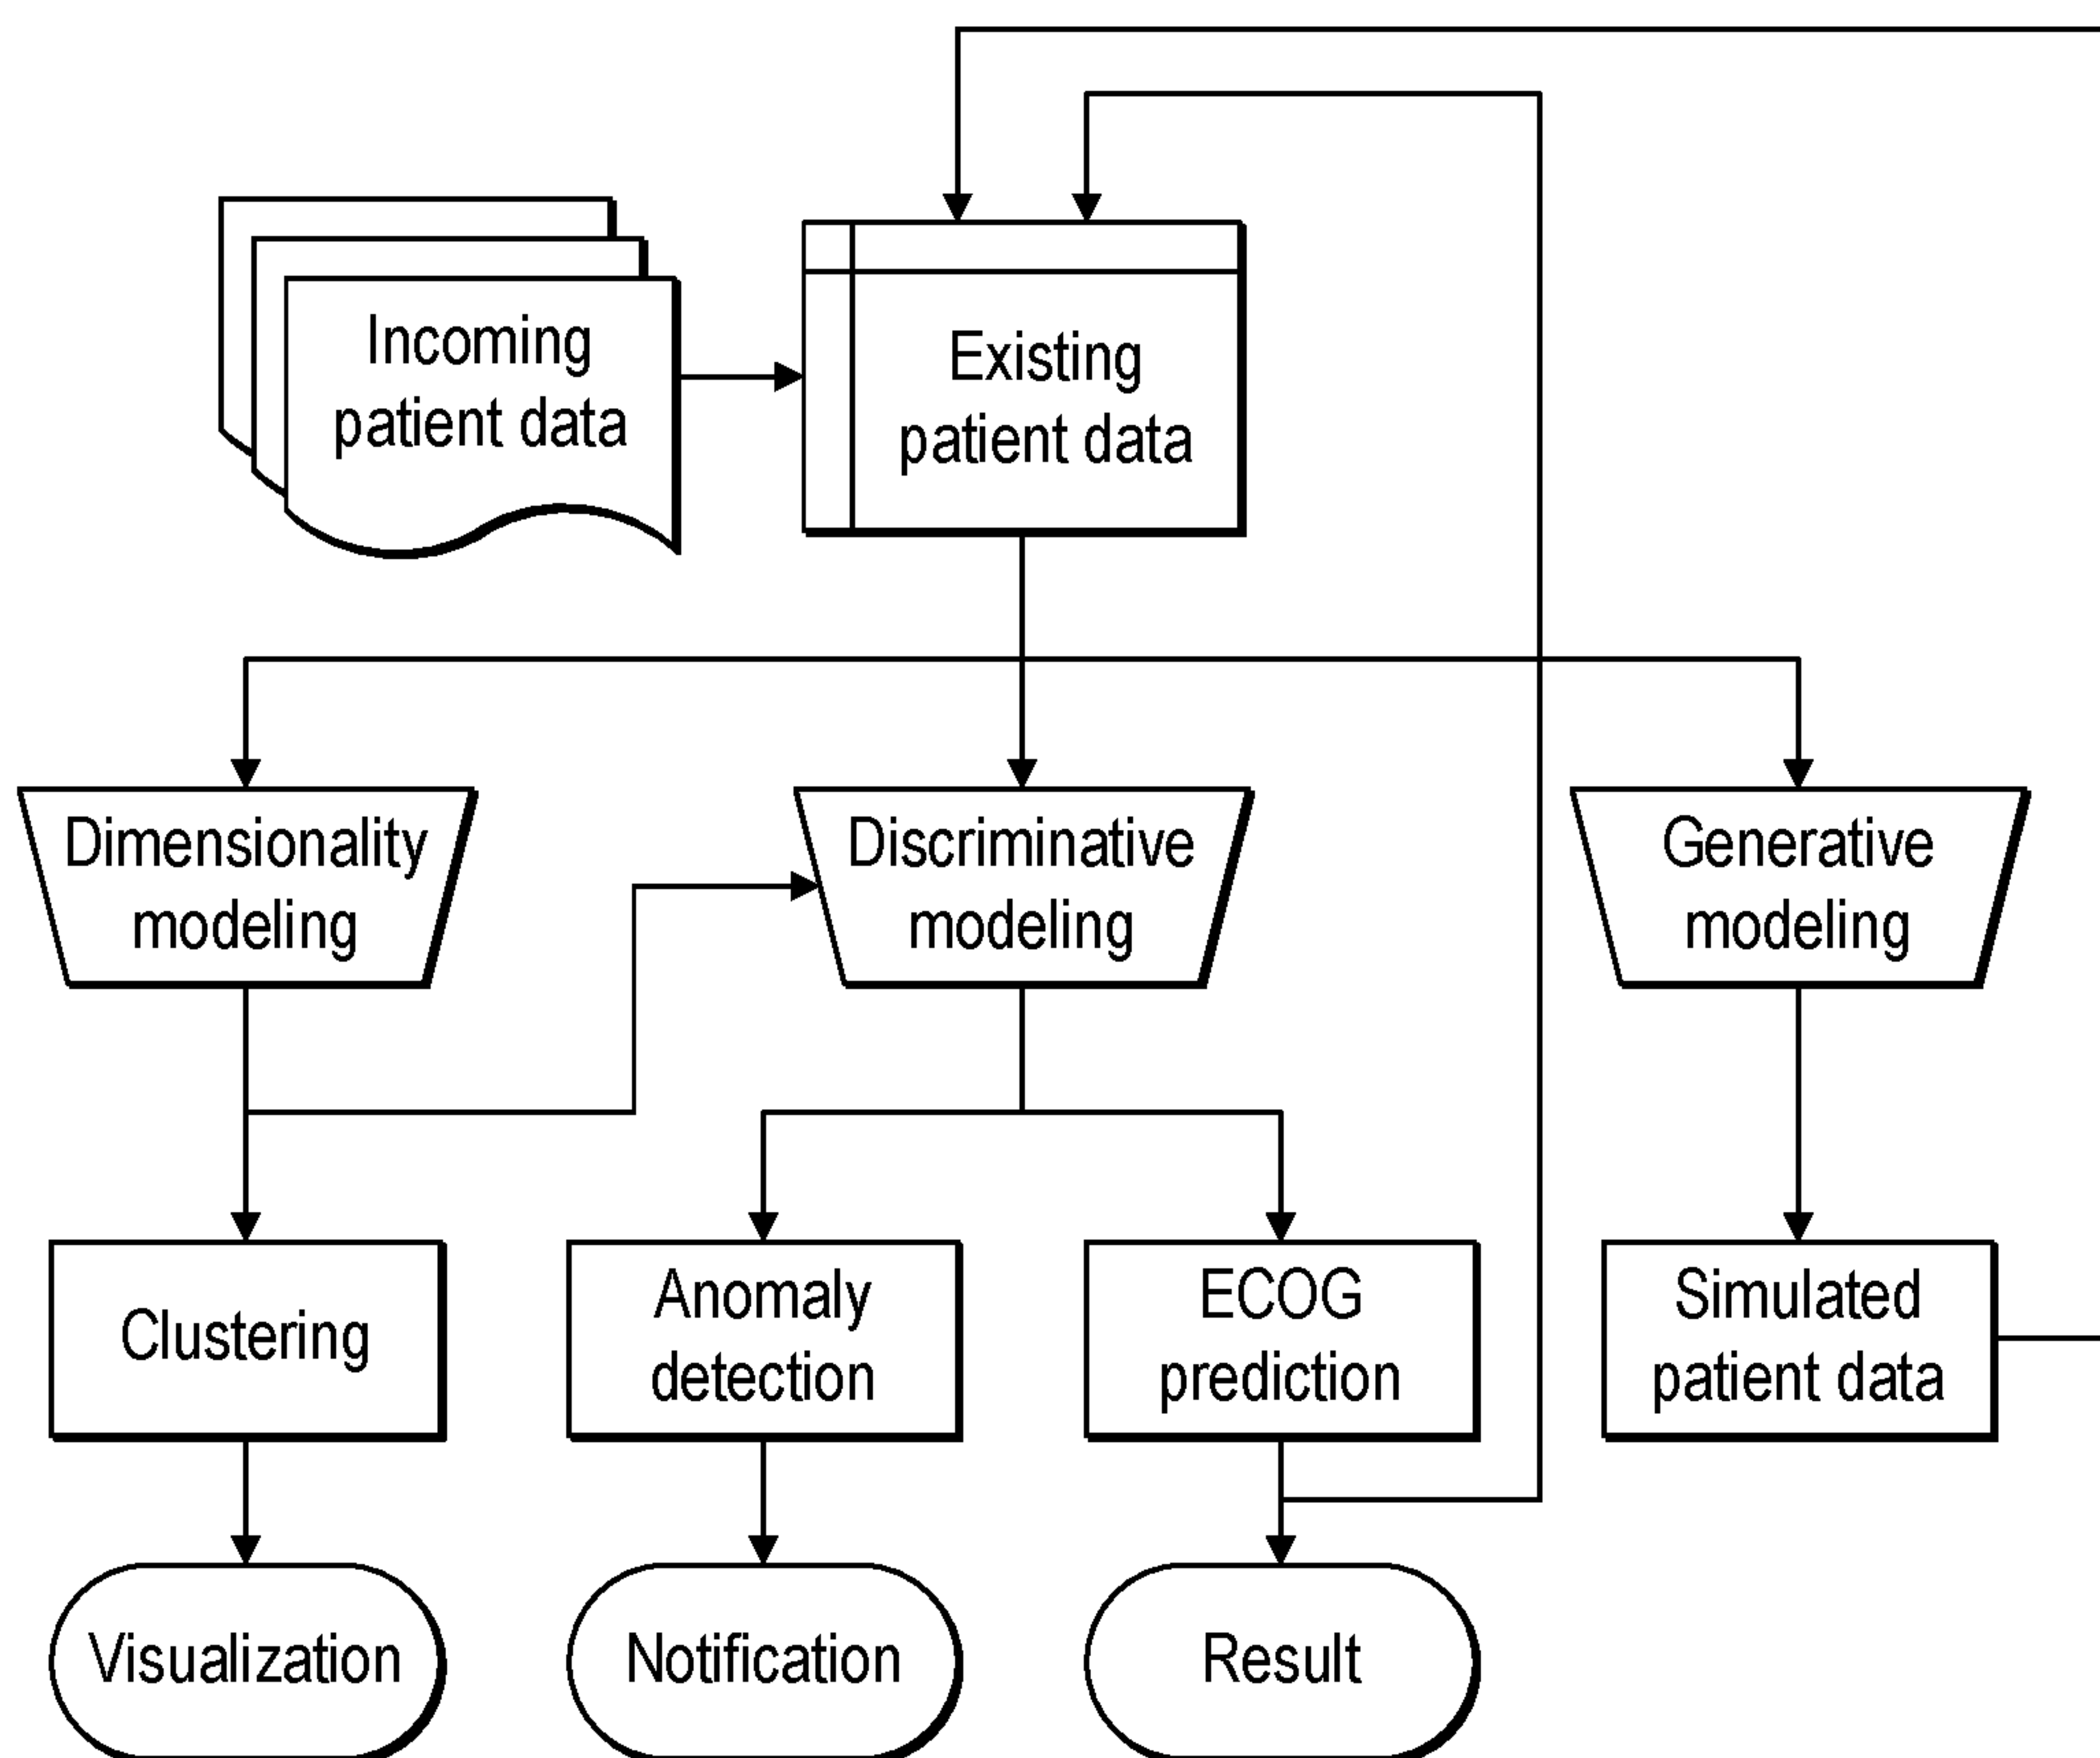 Incoming
patient data
Existing
patient data
Dimensionality
modeling
Discriminative
modeling
Generative
modeling
Clustering
Anomaly
detection
ECOG
prediction
Simulated
patient data
Visualization
Notification
Result